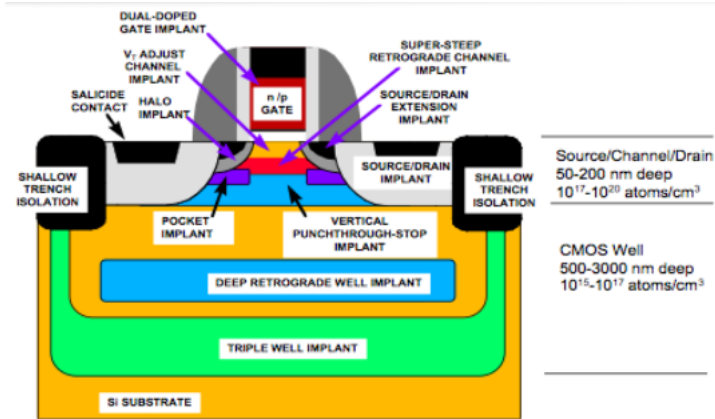 DUAL-DOPED
GATE IMPLANT
V_T ADJUST
CHANNEL
IMPLANT
SUPER-STEEP
RETROGRADE CHANNEL
IMPLANT
SALICIDE
CONTACT
HALO
IMPLANT
n /p
GATE
SOURCE/DRAIN
EXTENSION
IMPLANT
SHALLOW
TRENCH
ISOLATION
SOURCE/DRAIN IMPLANT
SHALLOW
TRENCH
ISOLATION
Source/Channel/Drain
50-200 nm deep
10¹⁷-10²⁰ atoms/cm³
POCKET
IMPLANT
VERTICAL
PUNCHTHROUGH-STOP
IMPLANT
CMOS Well
500-3000 nm deep
10¹⁵-10¹⁷ atoms/cm³
DEEP RETROGRADE WELL IMPLANT
TRIPLE WELL IMPLANT
Si SUBSTRATE